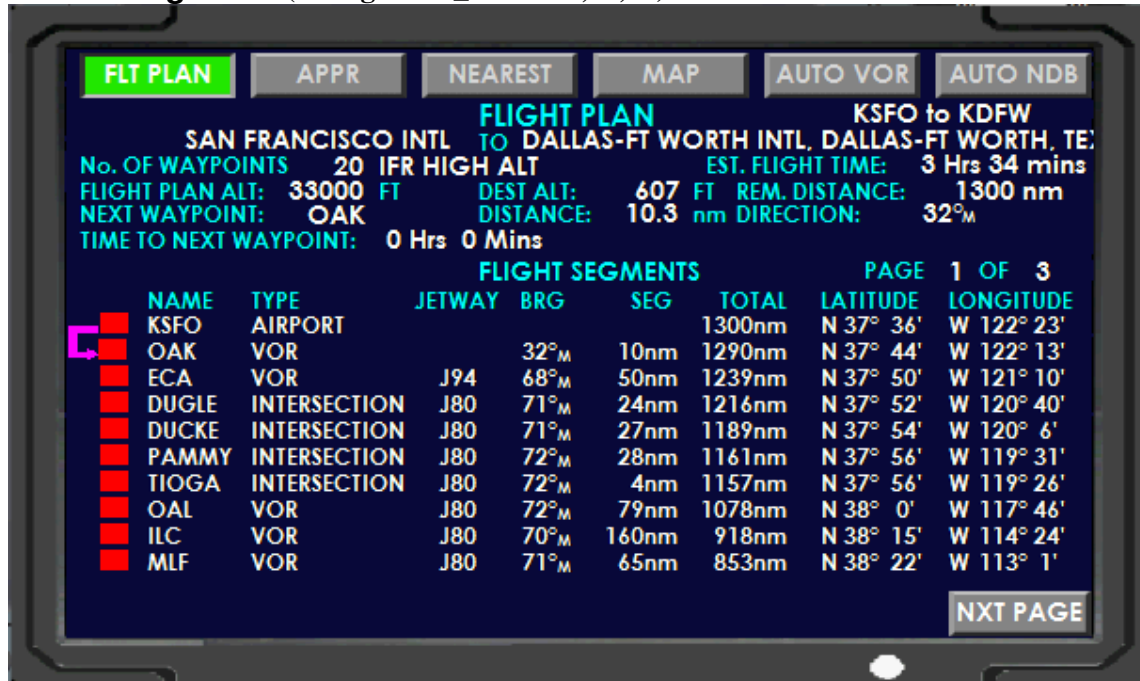 FLT PLAN APPR NEAREST MAP AUTO VOR AUTO NDB
FLIGHT PLAN KSFO to KDFW
SAN FRANCISCO INTL TO DALLAS-FT WORTH INTL, DALLAS-FT WORTH, TE
No. OF WAYPOINTS 20 IFR HIGH ALT EST. FLIGHT TIME: 3 Hrs 34 mins
FLIGHT PLAN ALT: 33000 FT DEST ALT: 607 FT REM. DISTANCE: 1300 nm
NEXT WAYPOINT: OAK DISTANCE: 10.3 nm DIRECTION: 32°M
TIME TO NEXT WAYPOINT: 0 Hrs 0 Mins
FLIGHT SEGMENTS PAGE 1 OF 3
NAME TYPE JETWAY BRG SEG TOTAL LATITUDE LONGITUDE
KSFO AIRPORT 1300nm N 37° 36' W 122° 23'
OAK VOR 32°M 10nm 1290nm N 37° 44' W 122° 13'
ECA VOR J94 68°M 50nm 1239nm N 37° 50' W 121° 10'
DUGLE INTERSECTION J80 71°M 24nm 1216nm N 37° 52' W 120° 40'
DUCKE INTERSECTION J80 71°M 27nm 1189nm N 37° 54' W 120° 6'
PAMMY INTERSECTION J80 72°M 28nm 1161nm N 37° 56' W 119° 31'
TIOGA INTERSECTION J80 72°M 4nm 1157nm N 37° 56' W 119° 26'
OAL VOR J80 72°M 79nm 1078nm N 38° 0' W 117° 46'
ILC VOR J80 70°M 160nm 918nm N 38° 15' W 114° 24'
MLF VOR J80 71°M 65nm 853nm N 38° 22' W 113° 1'
NXT PAGE